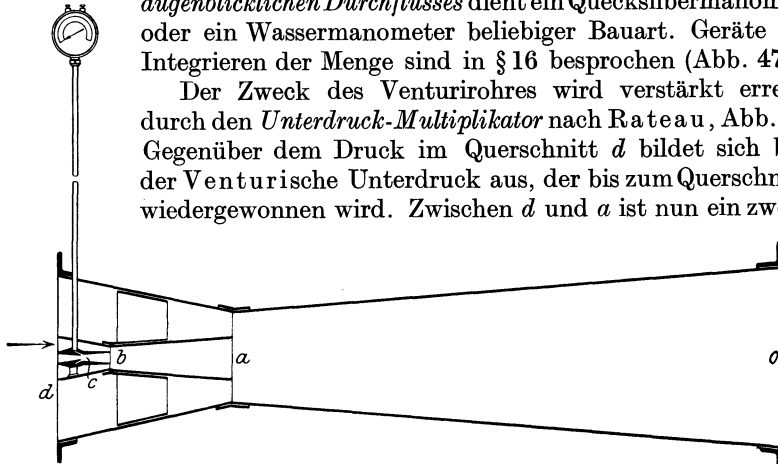 augenblicklichen Durchflusses dient ein Quecksilbermanom
oder ein Wassermanometer beliebiger Bauart. Geräte
Integrieren der Menge sind in § 16 besprochen (Abb. 47
Der Zweck des Venturirohres wird verstärkt erre
durch den Unterdruck-Multiplikator nach Rateau, Abb.
Gegenüber dem Druck im Querschnitt d bildet sich
der Venturische Unterdruck aus, der bis zum Querschn
wiedergewonnen wird. Zwischen d und a ist nun ein zw
b
a
c
d